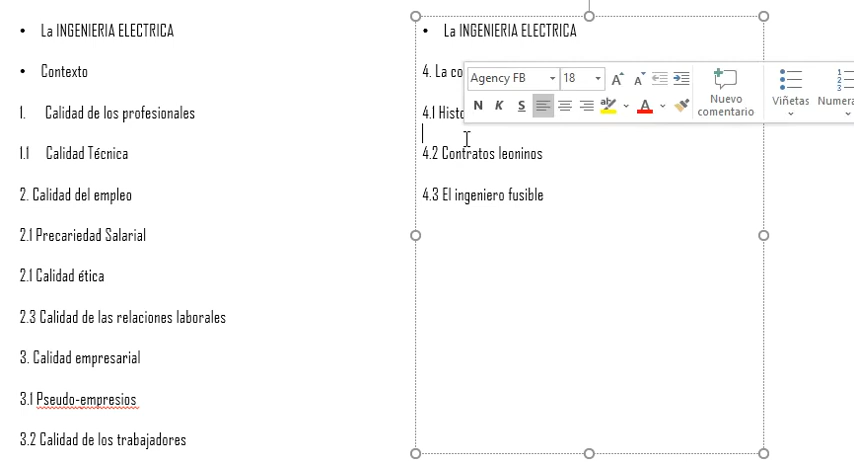 • La INGENIERIA ELECTRICA
• Contexto
1. Calidad de los profesionales
1.1 Calidad Técnica
2. Calidad del empleo
2.1 Precariedad Salarial
2.1 Calidad ética
2.3 Calidad de las relaciones laborales
3. Calidad empresarial
3.1 Pseudo-empresios
3.2 Calidad de los trabajadores
• La INGENIERIA ELECTRICA
4. La
4.1
4.2 Contratos leoninos
4.3 El ingeniero fusible
Agency FB 18 A A
N K S ab A
Nuevo comentario
Viñetas